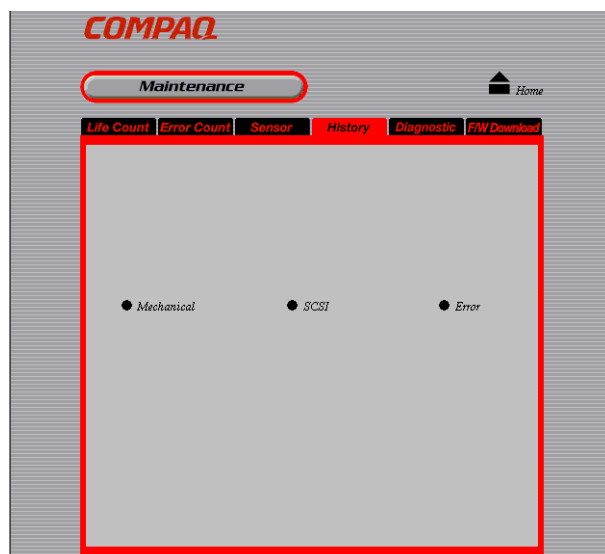 COMPAQ
Maintenance
Home
Life Count Error Count Sensor History Diagnostic F/W Download
Mechanical SCSI Error